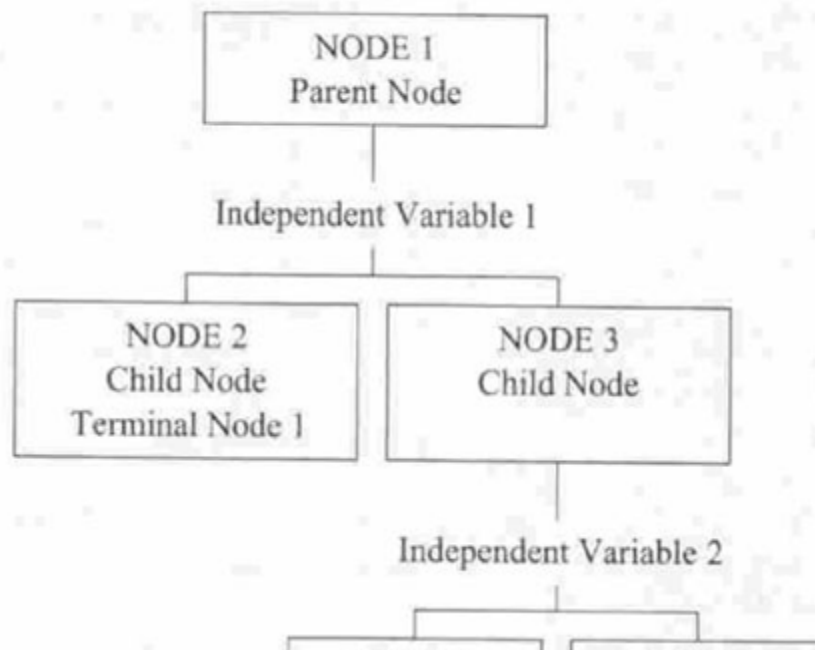 NODE 1
Parent Node
Independent Variable 1
NODE 2
Child Node
Terminal Node 1
NODE 3
Child Node
Independent Variable 2